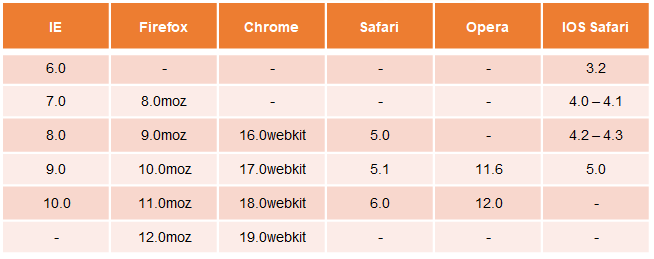 IE Firefox Chrome Safari Opera IOS Safari
6.0 - - - - 3.2
7.0 8.0moz - - - 4.0 – 4.1
8.0 9.0moz 16.0webkit 5.0 - 4.2 – 4.3
9.0 10.0moz 17.0webkit 5.1 11.6 5.0
10.0 11.0moz 18.0webkit 6.0 12.0 -
- 12.0moz 19.0webkit - - -